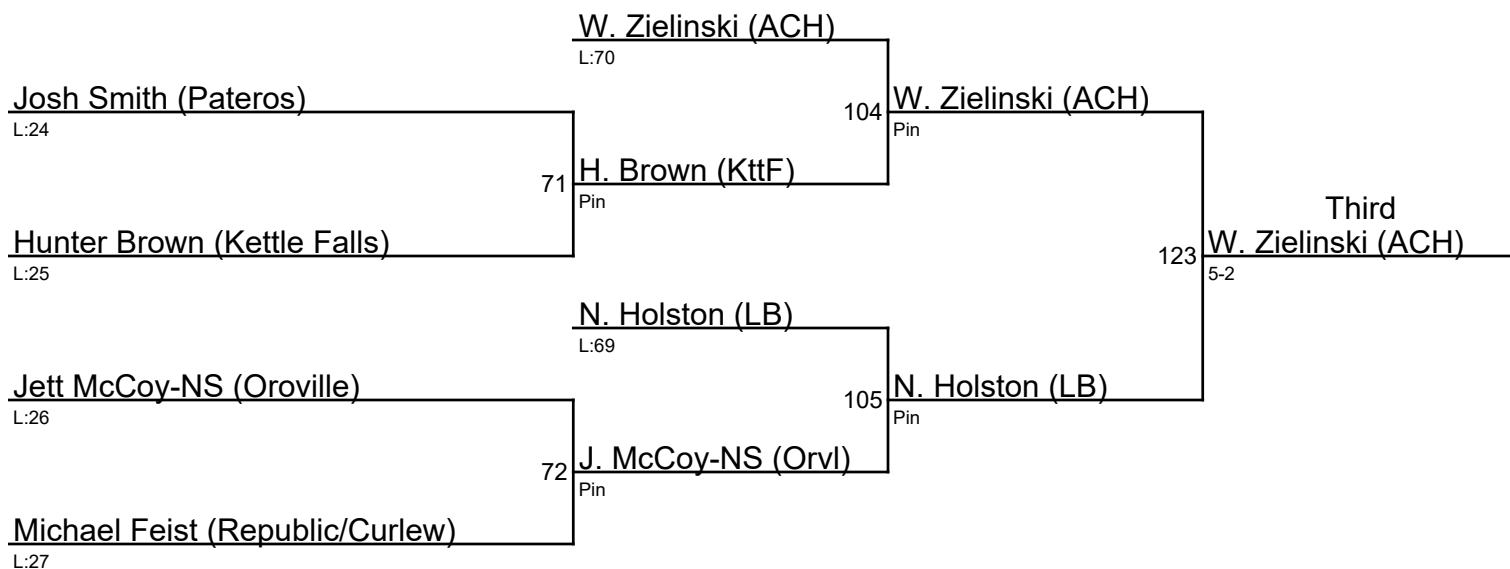 W. Zielinski (ACH)
L:70
Josh Smith (Pateros)
L:24
104
W. Zielinski (ACH)
Pin
71
H. Brown (KttF)
Pin
Third
Hunter Brown (Kettle Falls)
L:25
123
W. Zielinski (ACH)
5-2
N. Holston (LB)
L:69
Jett McCoy-NS (Oroville)
L:26
105
N. Holston (LB)
Pin
72
J. McCoy-NS (Orvl)
Pin
Michael Feist (Republic/Curlew)
L:27